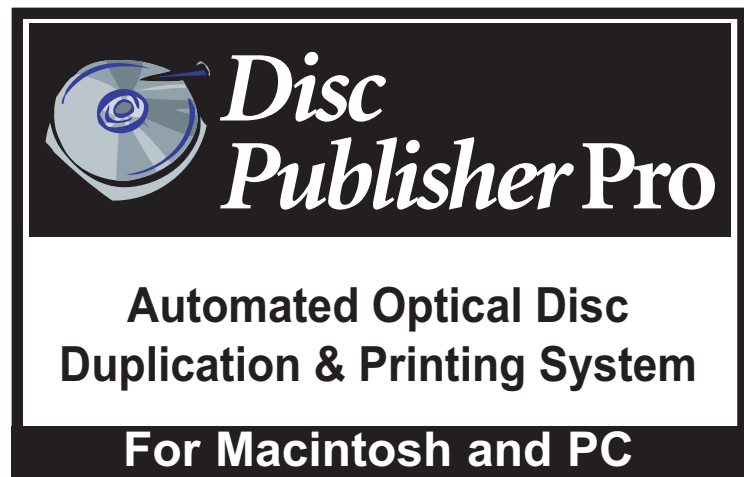 Disc
Publisher Pro
Automated Optical Disc
Duplication & Printing System
For Macintosh and PC